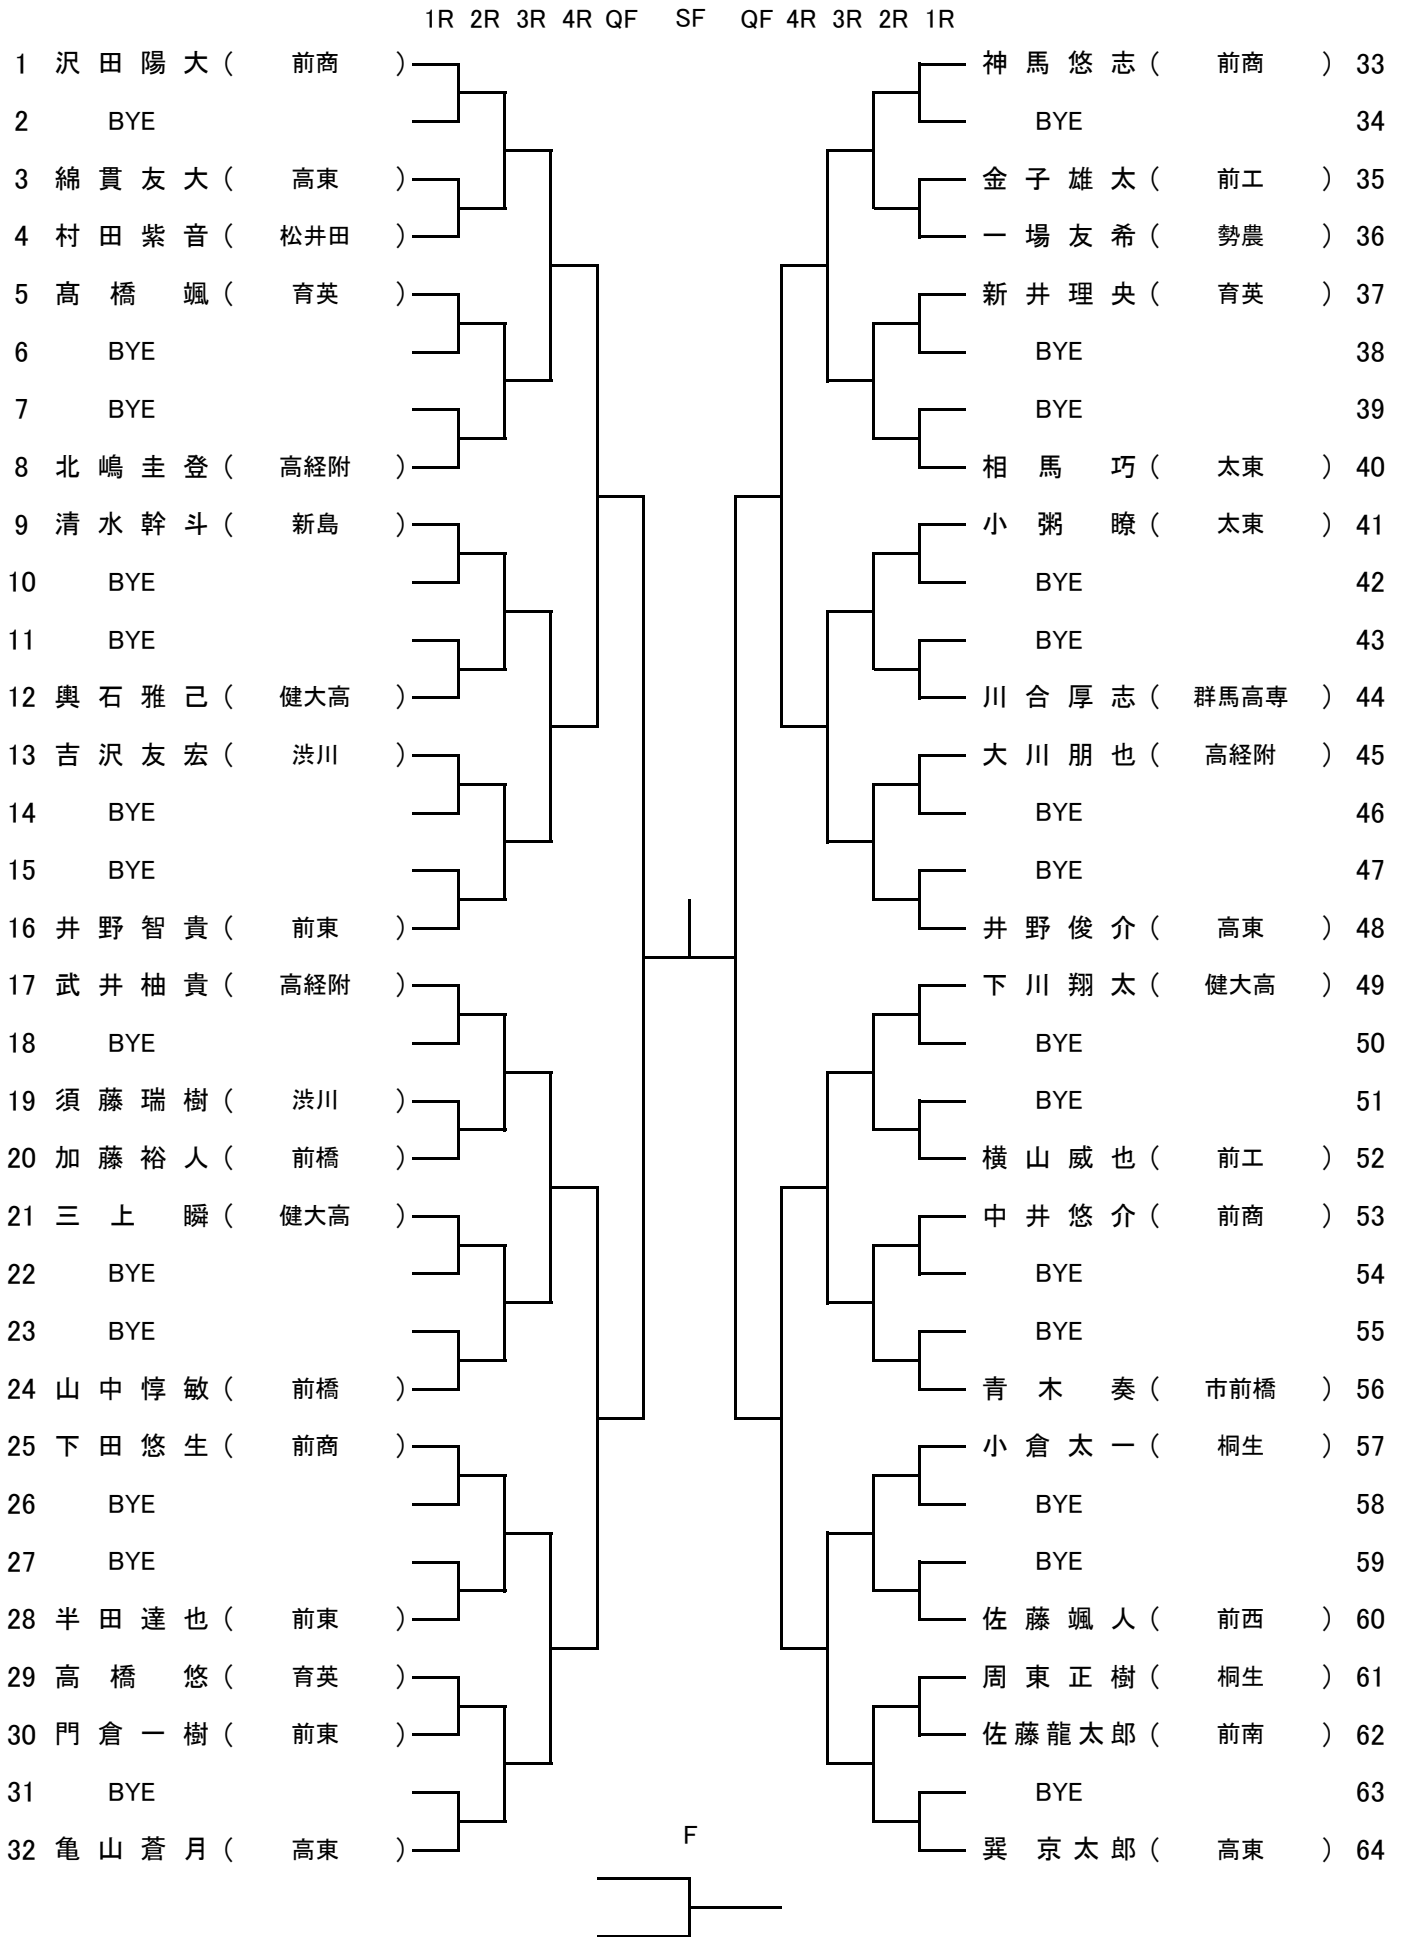 1R 2R 3R 4R QF SF QF 4R 3R 2R 1R
1 沢田陽大( 前商 ) 神馬悠志( 前商 ) 33
2 BYE BYE 34
3 綿貫友大( 高東 ) 金子雄太( 前工 ) 35
4 村田紫音( 松井田 ) 一場友希( 勢農 ) 36
5 髙橋颯( 育英 ) 新井理央( 育英 ) 37
6 BYE BYE 38
7 BYE BYE 39
8 北嶋圭登( 高経附 ) 相馬巧( 太東 ) 40
9 清水幹斗( 新島 ) 小粥瞭( 太東 ) 41
10 BYE BYE 42
11 BYE BYE 43
12 輿石雅己( 健大高 ) 川合厚志( 群馬高専 ) 44
13 吉沢友宏( 渋川 ) 大川朋也( 高経附 ) 45
14 BYE BYE 46
15 BYE BYE 47
16 井野智貴( 前東 ) 井野俊介( 高東 ) 48
17 武井柚貴( 高経附 ) 下川翔太( 健大高 ) 49
18 BYE BYE 50
19 須藤瑞樹( 渋川 ) BYE 51
20 加藤裕人( 前橋 ) 横山威也( 前工 ) 52
21 三上瞬( 健大高 ) 中井悠介( 前商 ) 53
22 BYE BYE 54
23 BYE BYE 55
24 山中惇敏( 前橋 ) 青木奏( 市前橋 ) 56
25 下田悠生( 前商 ) 小倉太一( 桐生 ) 57
26 BYE BYE 58
27 BYE BYE 59
28 半田達也( 前東 ) 佐藤颯人( 前西 ) 60
29 高橋悠( 育英 ) 周東正樹( 桐生 ) 61
30 門倉一樹( 前東 ) 佐藤龍太郎( 前南 ) 62
31 BYE BYE 63
32 亀山蒼月( 高東 ) 巽京太郎( 高東 ) 64
F